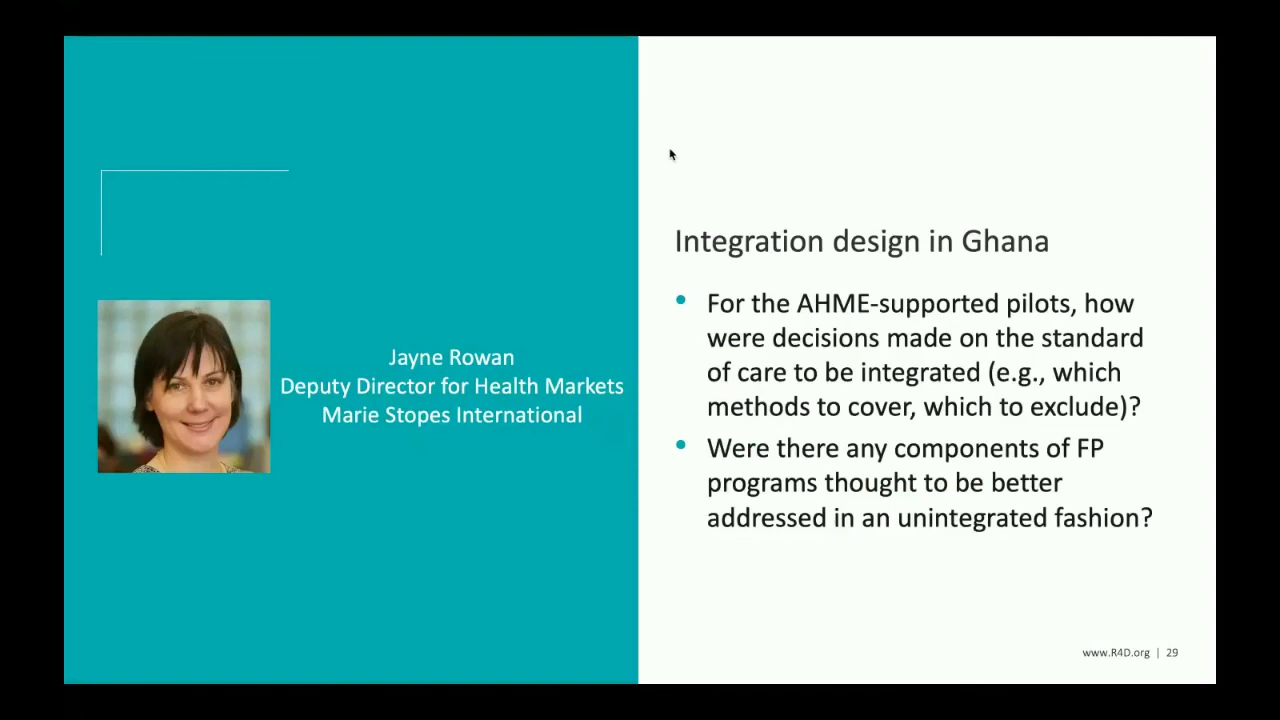 Jayne Rowan
Deputy Director for Health Markets
Marie Stopes International
Integration design in Ghana
• For the AHME-supported pilots, how
were decisions made on the standard
of care to be integrated (e.g., which
methods to cover, which to exclude)?
• Were there any components of FP
programs thought to be better
addressed in an unintegrated fashion?
www.R4D.org | 29